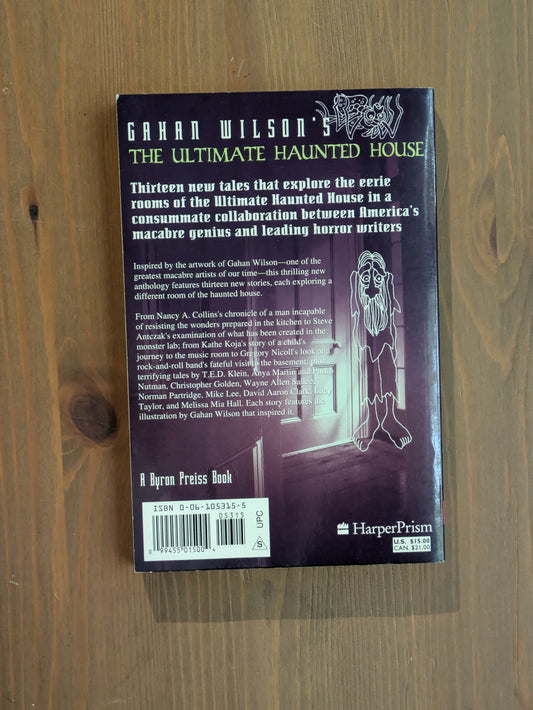 GAHAN WILSON'S
THE ULTIMATE HAUNTED HOUSE
Thirteen new tales that explore the eerie
rooms of the Ultimate Haunted House in a
consummate collaboration between America's
macabre genius and leading horror writers
Inspired by the artwork of Gahan Wilson—one of the
greatest macabre artists of our time—this thrilling new
anthology features thirteen new stories, each exploring a
different room of the haunted house.
From Nancy A. Collins's chronicle of a man incapable
of resisting the wonders prepared in the kitchen to Steve
Antczak's examination of what has been created in the
monster lab; from Kathe Koja's story of a child's
journey to the music room to Gregory Nicoll's look at a
rock-and-roll band's fateful visit to the basement; plus
terrifying tales by T.E.D. Klein, Anya Martin and
Nutman, Christopher Golden, Wayne Allen Sallee,
Norman Partridge, Mike Lee, David Aaron Clark, Lucy
Taylor, and Melissa Mia Hall. Each story features the
illustration by Gahan Wilson that inspired it.
A Byron Preiss Book
ISBN 0-06-105315-5
05315
UPC
S
0 99455 01500 4
HarperPrism
U.S. $15.00
CAN. $21.00